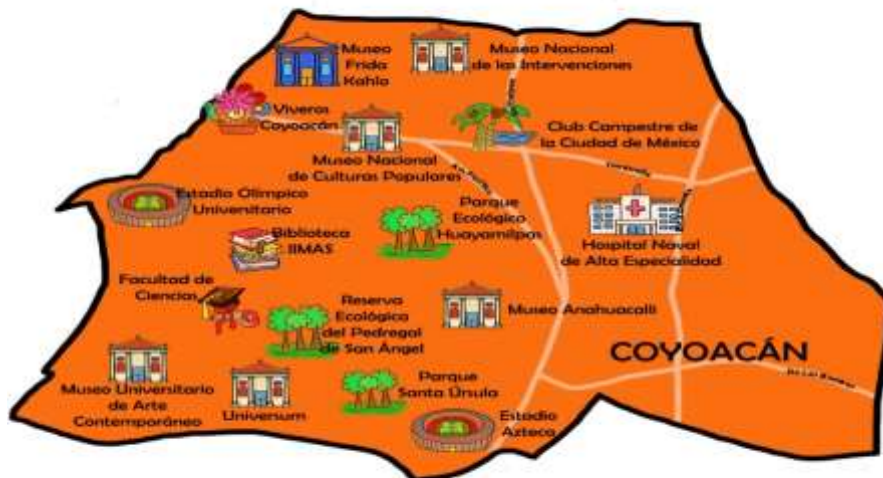 Museo
Frida
Kahlo
Museo Nacional
de las Intervenciones
Viveros
Coyoacán
Museo Nacional
de Culturas Populares
Club Campestre de
la Ciudad de México
Estadio Olímpico
Universitario
Parque
Ecológico
Huayamilpas
Hospital Naval
de Alta Especialidad
Biblioteca
IIMAS
Facultad de
Ciencias
Reserva
Ecológica
del Pedregal
de San Ángel
Museo Anahuacalli
COYOACÁN
Museo Universitario
de Arte
Contemporáneo
Universum
Parque
Santa Úrsula
Estadio
Azteca